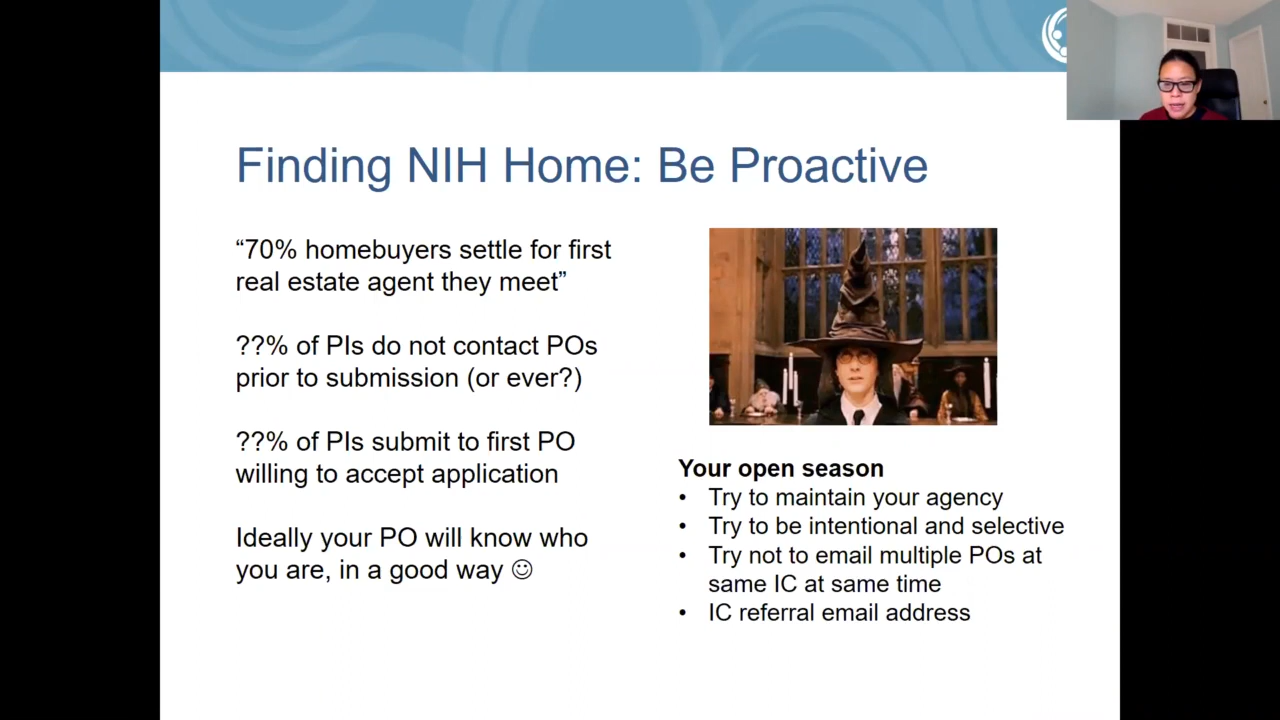 Finding NIH Home: Be Proactive
“70% homebuyers settle for first
real estate agent they meet”
??% of PIs do not contact POs
prior to submission (or ever?)
??% of PIs submit to first PO
willing to accept application
Ideally your PO will know who
you are, in a good way ☺
Your open season
• Try to maintain your agency
• Try to be intentional and selective
• Try not to email multiple POs at
same IC at same time
• IC referral email address